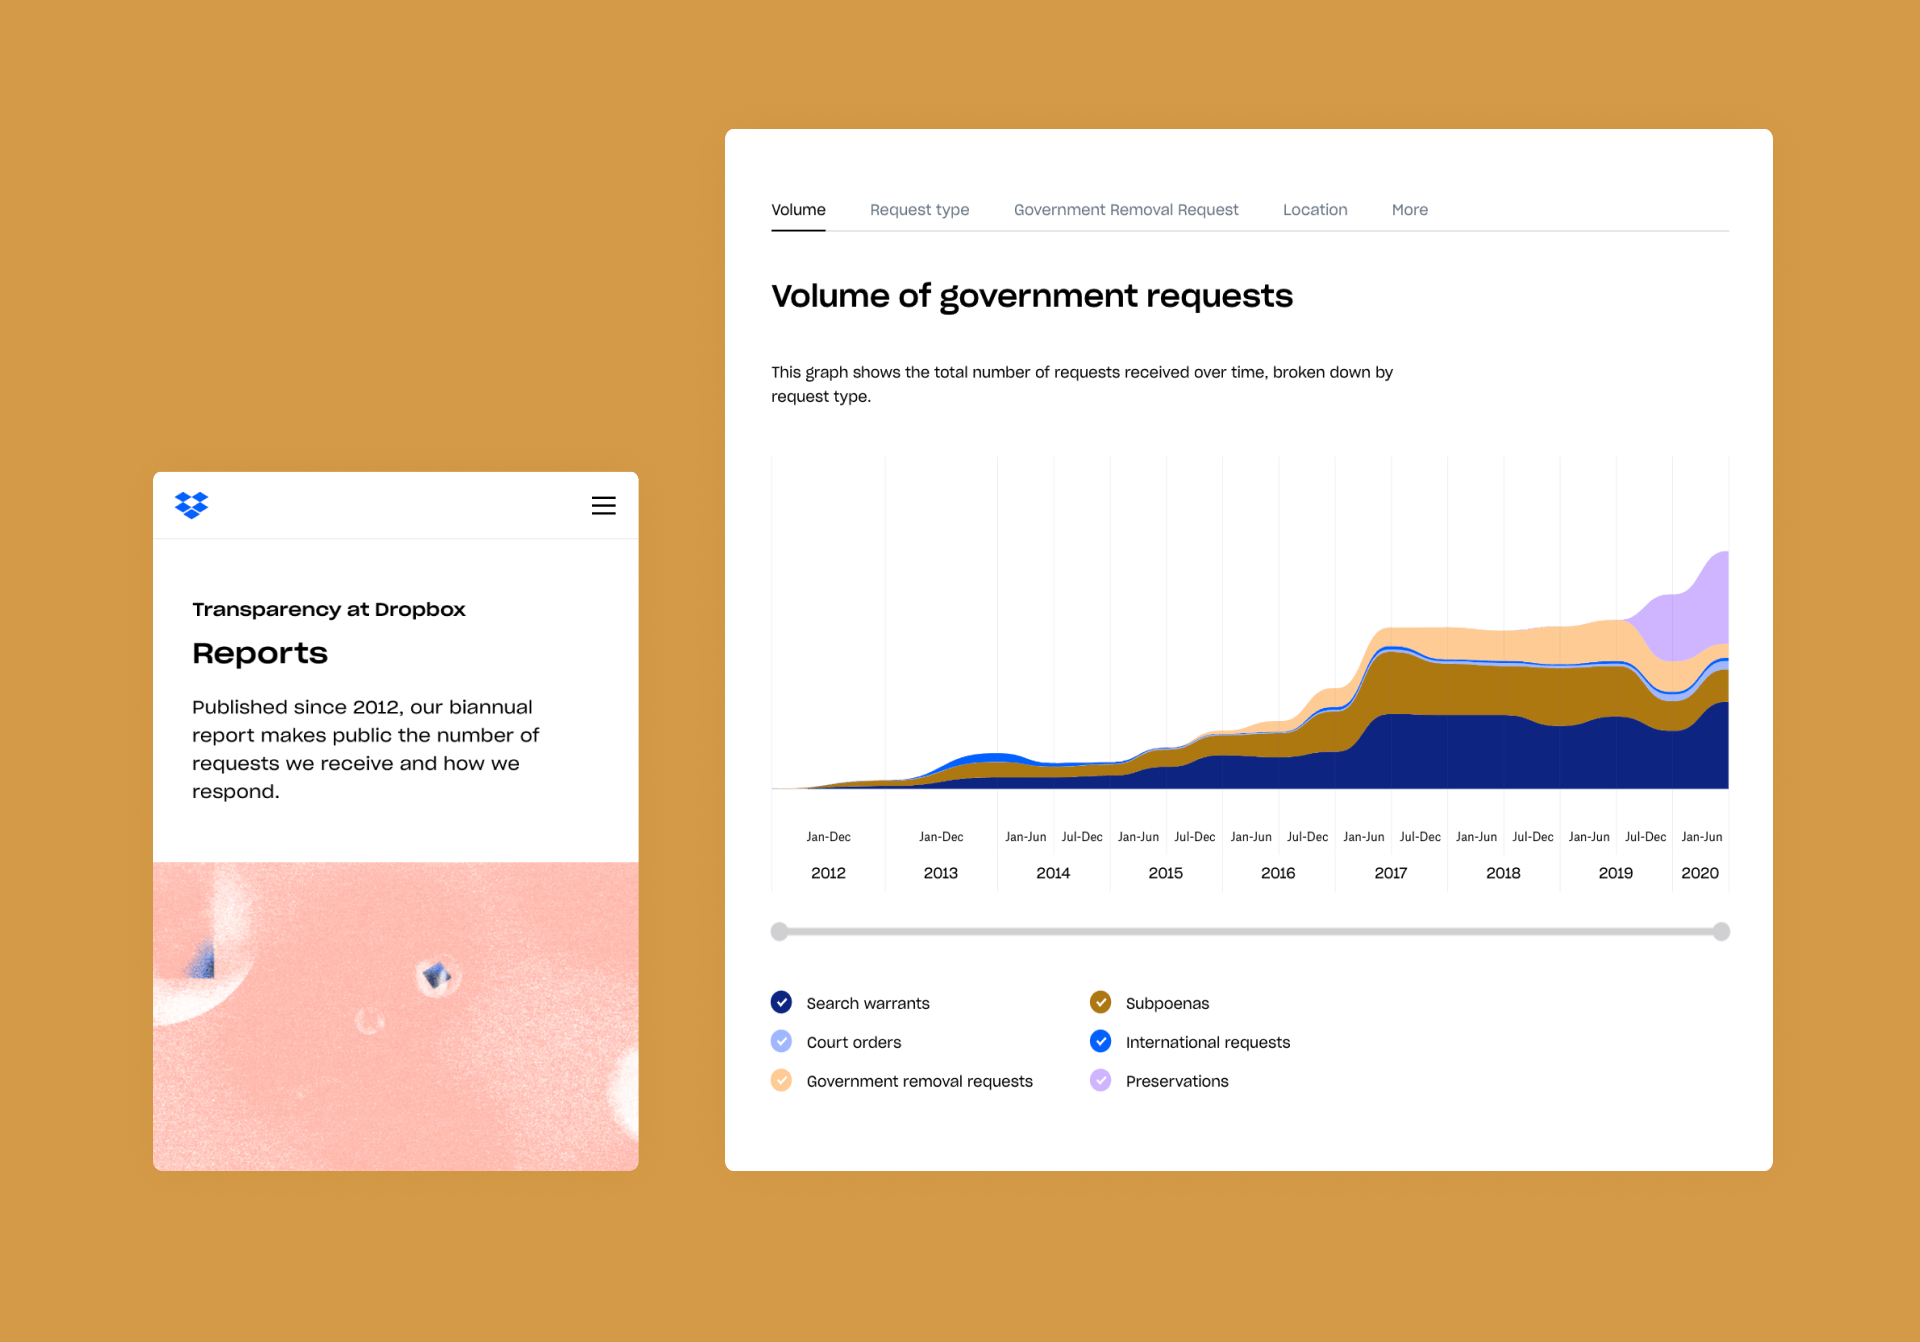 Transparency at Dropbox
Reports
Published since 2012, our biannual
report makes public the number of
requests we receive and how we
respond.
Volume Request type Government Removal Request Location More
Volume of government requests
This graph shows the total number of requests received over time, broken down by
request type.
Jan-Dec Jan-Dec Jan-Jun Jul-Dec Jan-Jun Jul-Dec Jan-Jun Jul-Dec Jan-Jun Jul-Dec Jan-Jun Jul-Dec Jan-Jun Jul-Dec Jan-Jun
2012 2013 2014 2015 2016 2017 2018 2019 2020
Search warrants Subpoenas
Court orders International requests
Government removal requests Preservations